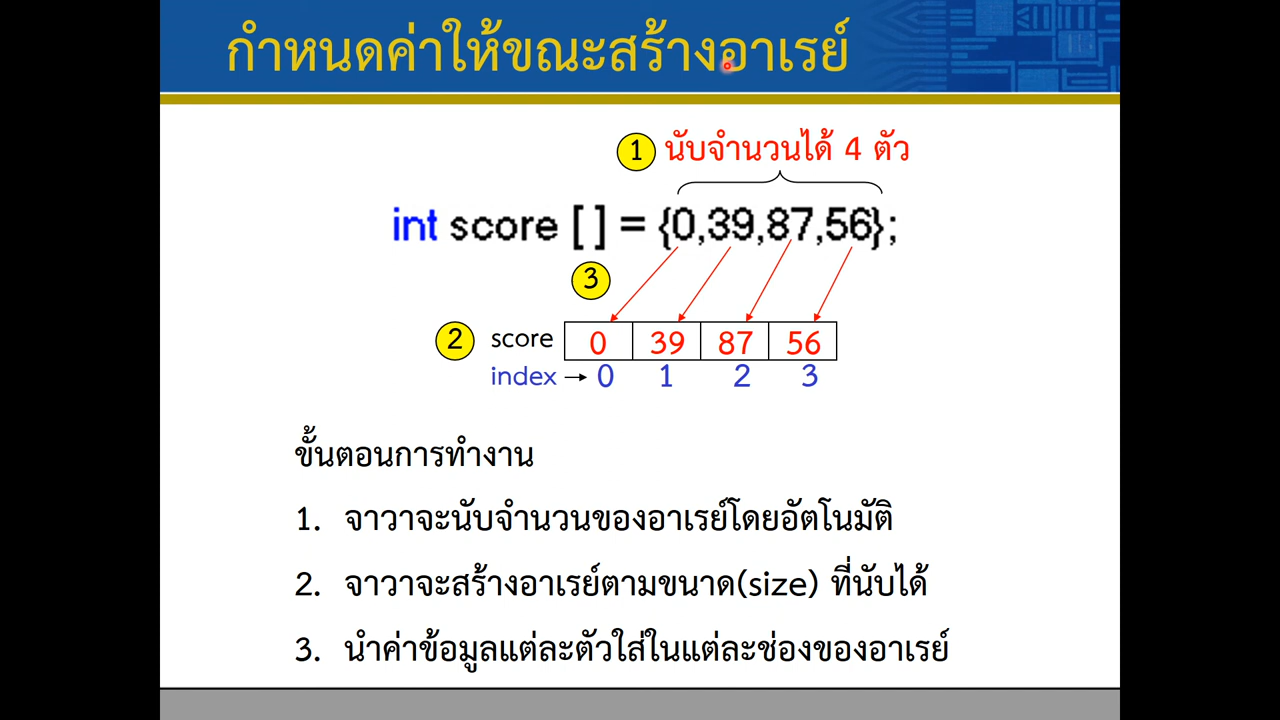 กำหนดค่าให้ขณะสร้างอาเรย์
1 นับจำนวนได้ 4 ตัว
int score [ ] = {0,39,87,56};
3
2 score 0 39 87 56
index → 0 1 2 3
ขั้นตอนการทำงาน
1. จาวาจะนับจำนวนของอาเรย์โดยอัตโนมัติ
2. จาวาจะสร้างอาเรย์ตามขนาด(size) ที่นับได้
3. นำค่าข้อมูลแต่ละตัวใส่ในแต่ละช่องของอาเรย์